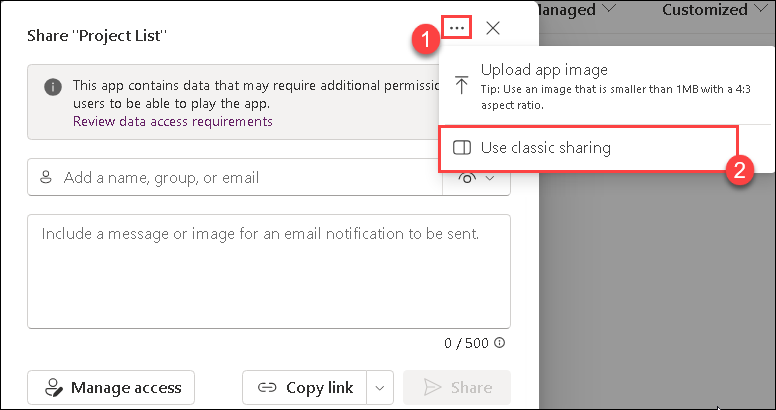 Managed
Customized
Share "Project List"
1
This app contains data that may require additional permissio
users to be able to play the app.
Review data access requirements
Upload app image
Tip: Use an image that is smaller than 1MB with a 4:3
aspect ratio.
Use classic sharing
2
Add a name, group, or email
Include a message or image for an email notification to be sent.
0 / 500
Manage access
Copy link
Share